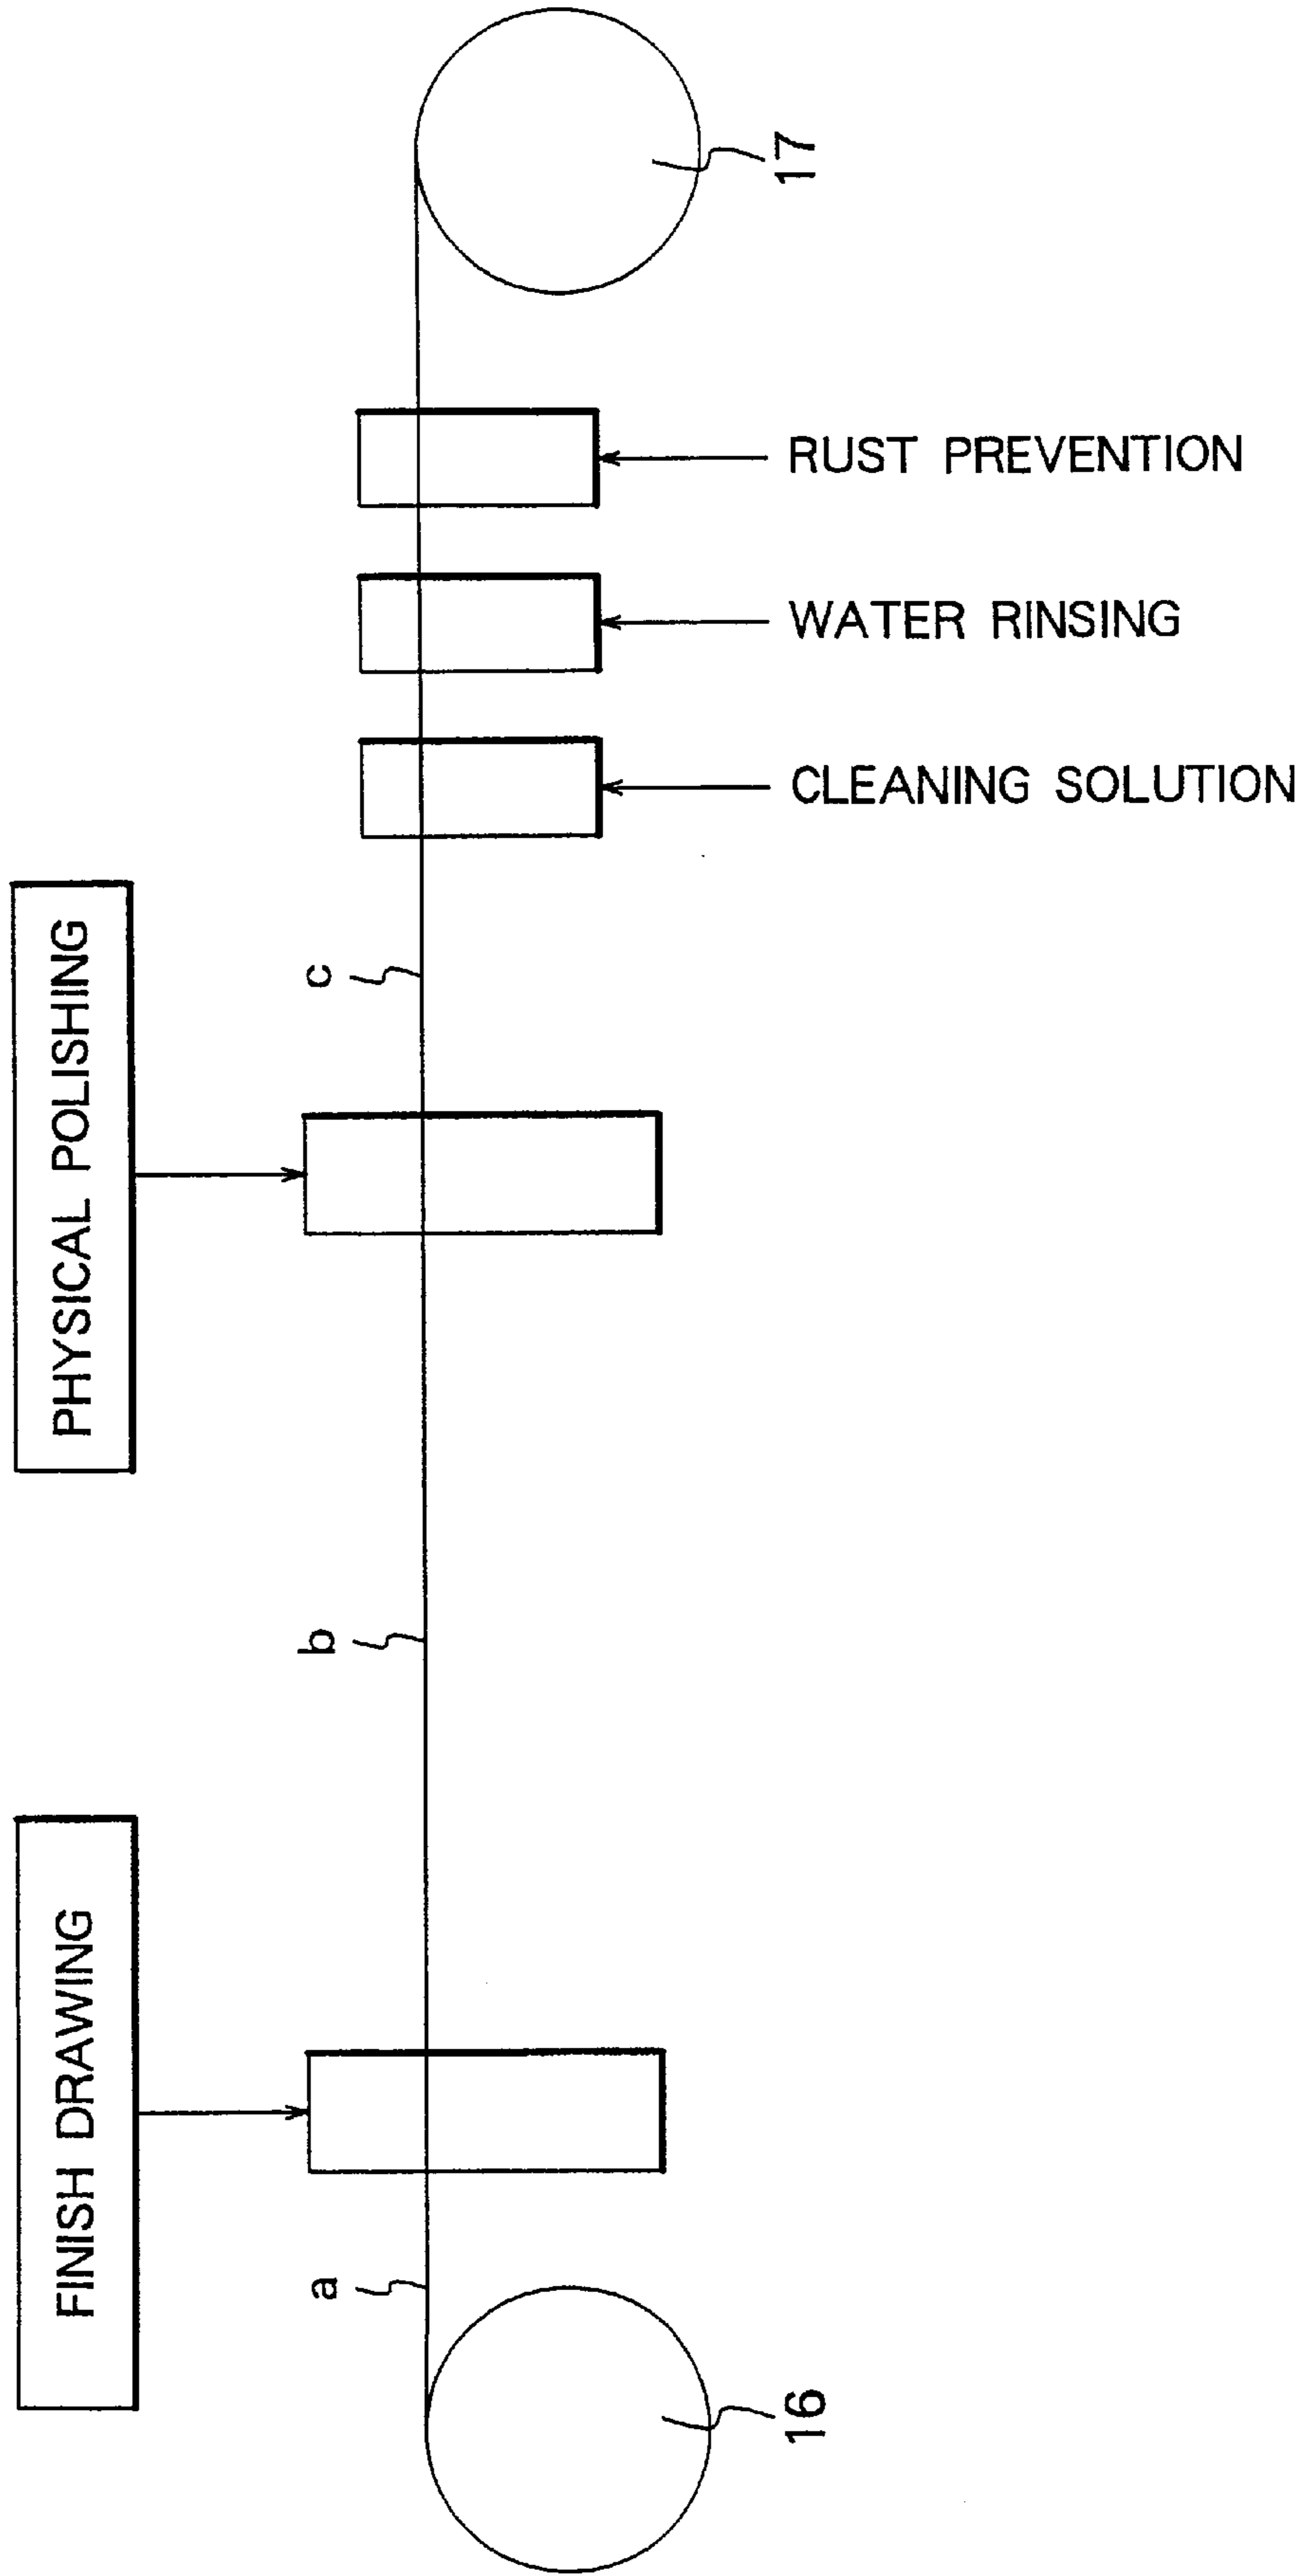 FINISH DRAWING
PHYSICAL POLISHING
a
b
c
16
CLEANING SOLUTION
WATER RINSING
RUST PREVENTION
17